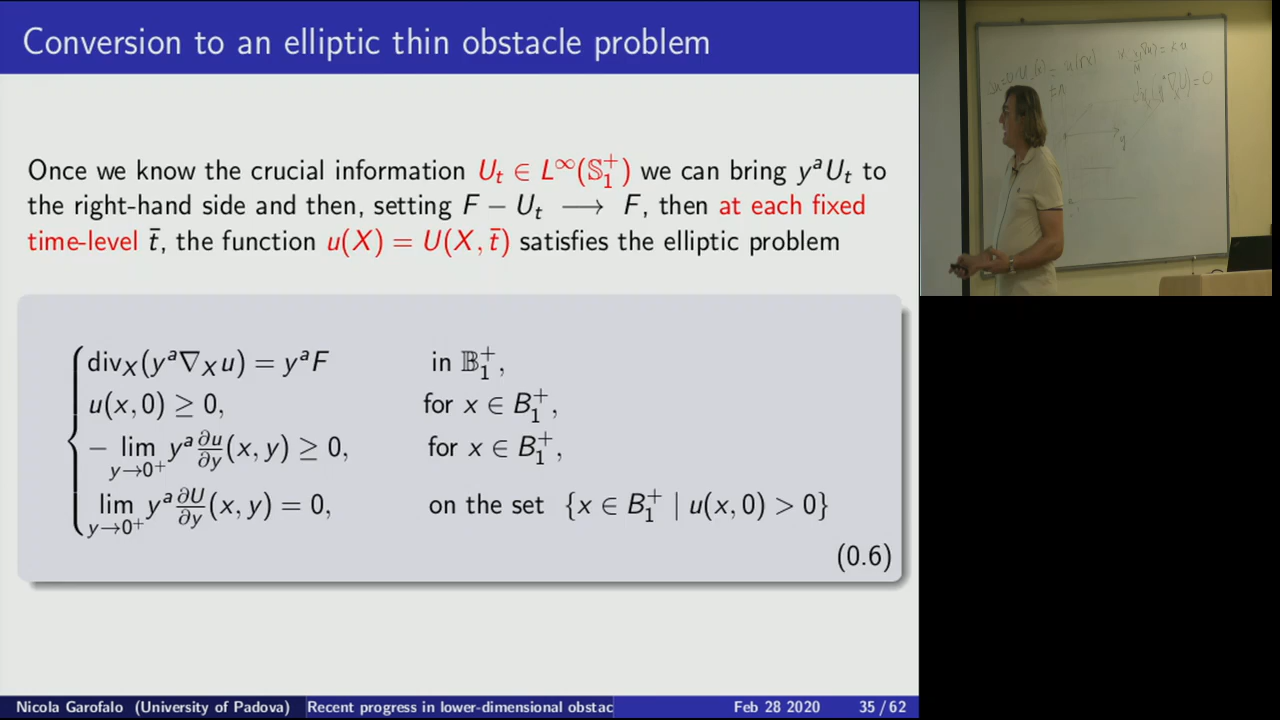 Conversion to an elliptic thin obstacle problem
Once we know the crucial information U_t ∈ L^∞(𝕊_1^+) we can bring y^a U_t to
the right-hand side and then, setting F − U_t ⟶ F, then at each fixed
time-level t̄, the function u(X) = U(X, t̄) satisfies the elliptic problem
div_X(y^a ∇_X u) = y^a F in 𝔹_1^+,
u(x, 0) ≥ 0, for x ∈ B_1^+,
− lim_{y→0^+} y^a ∂u/∂y (x, y) ≥ 0, for x ∈ B_1^+,
lim_{y→0^+} y^a ∂U/∂y (x, y) = 0, on the set {x ∈ B_1^+ | u(x, 0) > 0}
(0.6)
Nicola Garofalo (University of Padova) Recent progress in lower-dimensional obstac Feb 28 2020 35 / 62